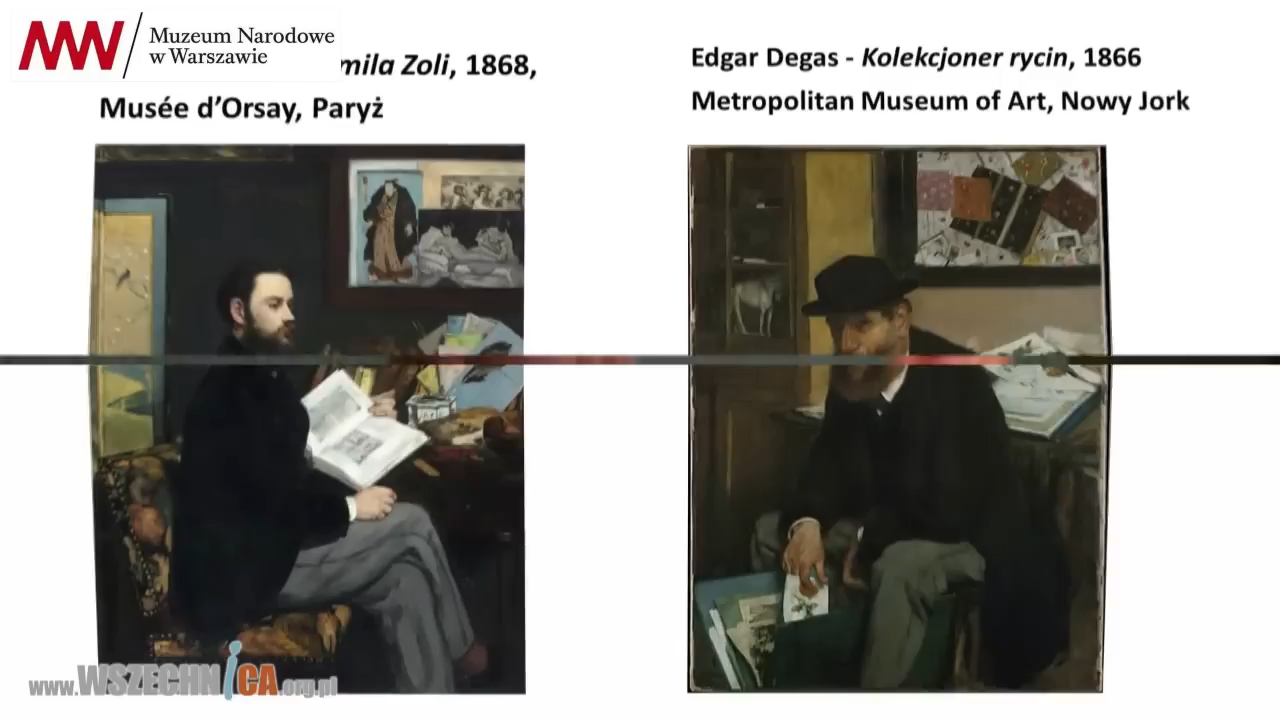 MW
Muzeum Narodowe
w Warszawie
mila Zoli, 1868,
Musée d'Orsay, Paryż
Edgar Degas - Kolekcjoner rycin, 1866
Metropolitan Museum of Art, Nowy Jork
www.WSZECHNICA.org.pl